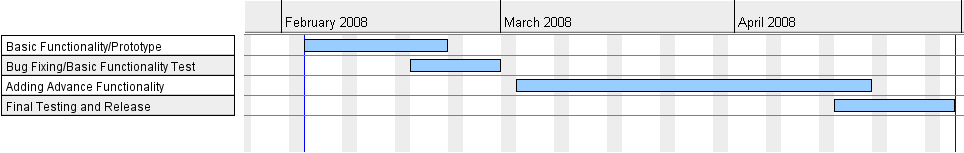 February 2008
March 2008
April 2008
Basic Functionality/Prototype
Bug Fixing/Basic Functionality Test
Adding Advance Functionality
Final Testing and Release